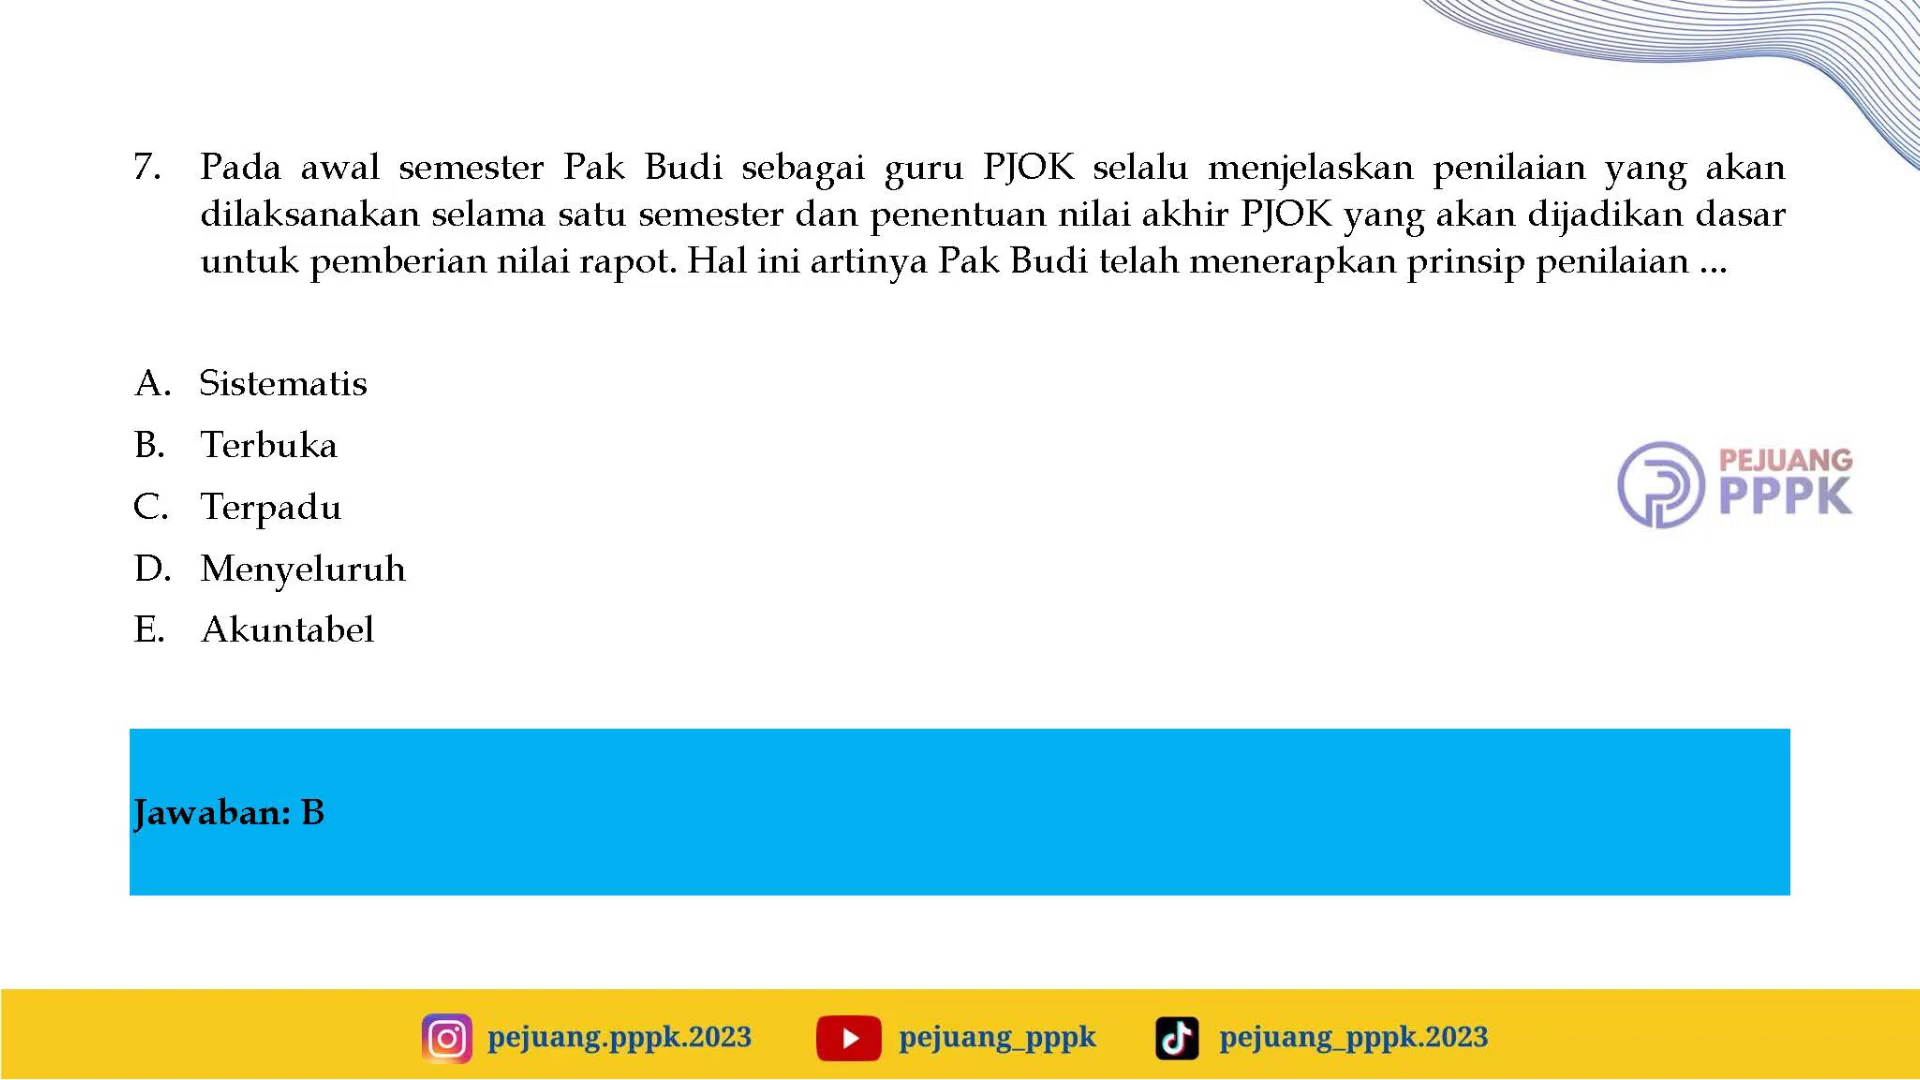 7. Pada awal semester Pak Budi sebagai guru PJOK selalu menjelaskan penilaian yang akan
dilaksanakan selama satu semester dan penentuan nilai akhir PJOK yang akan dijadikan dasar
untuk pemberian nilai rapot. Hal ini artinya Pak Budi telah menerapkan prinsip penilaian ...
A. Sistematis
B. Terbuka
C. Terpadu
D. Menyeluruh
E. Akuntabel
PEJUANG
PPPK
Jawaban: B
pejuang.pppk.2023 pejuang_pppk pejuang_pppk.2023